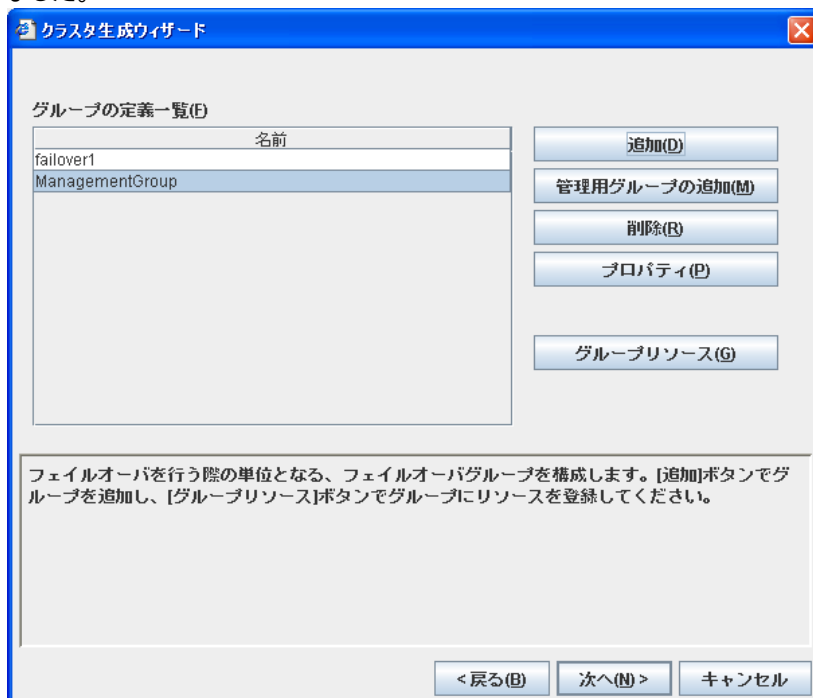 ました。
クラスタ生成ウィザード
グループの定義一覧(F)
名前
failover1
ManagementGroup
追加(D)
管理用グループの追加(M)
削除(R)
プロパティ(P)
グループリソース(G)
フェイルオーバを行う際の単位となる、フェイルオーバグループを構成します。[追加]ボタンでグ
ループを追加し、[グループリソース]ボタンでグループにリソースを登録してください。
<戻る(B)
次へ(N)>
キャンセル